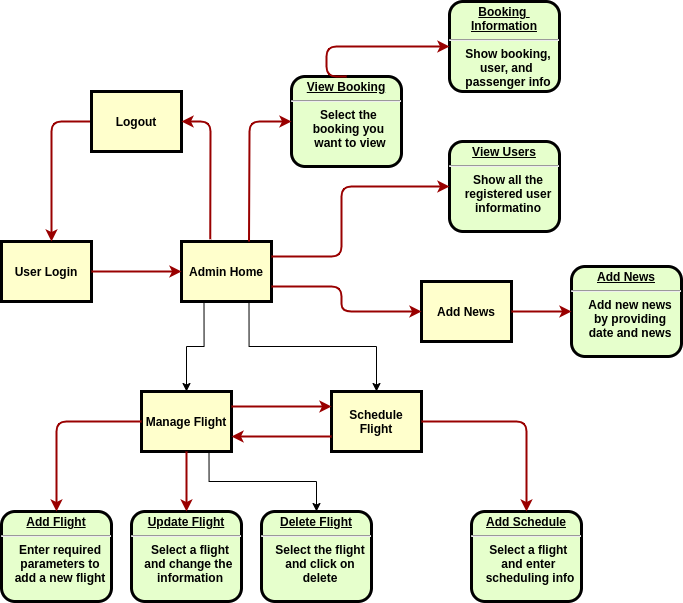 Booking
Information
Show booking,
user, and
passenger info
View Booking
Select the
booking you
want to view
Logout
View Users
Show all the
registered user
informatino
User Login
Admin Home
Add News
Add News
Add new news
by providing
date and news
Manage Flight
Schedule
Flight
Add Flight
Enter required
parameters to
add a new flight
Update Flight
Select a flight
and change the
information
Delete Flight
Select the flight
and click on
delete
Add Schedule
Select a flight
and enter
scheduling info